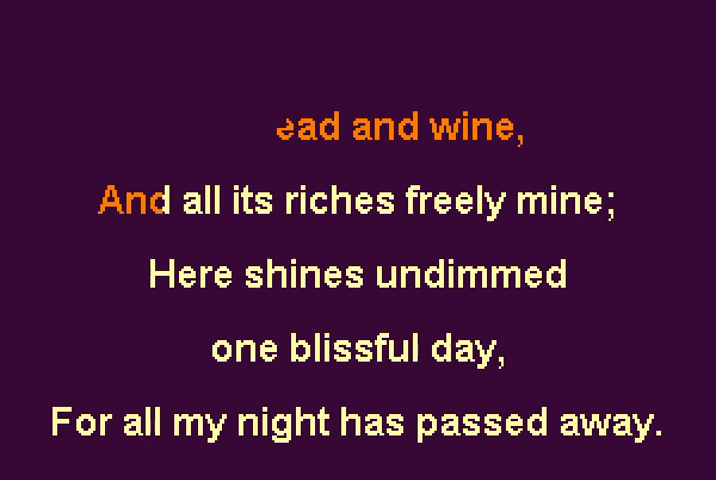 and wine,
And all its riches freely mine;
Here shines undimmed
one blissful day,
For all my night has passed away.